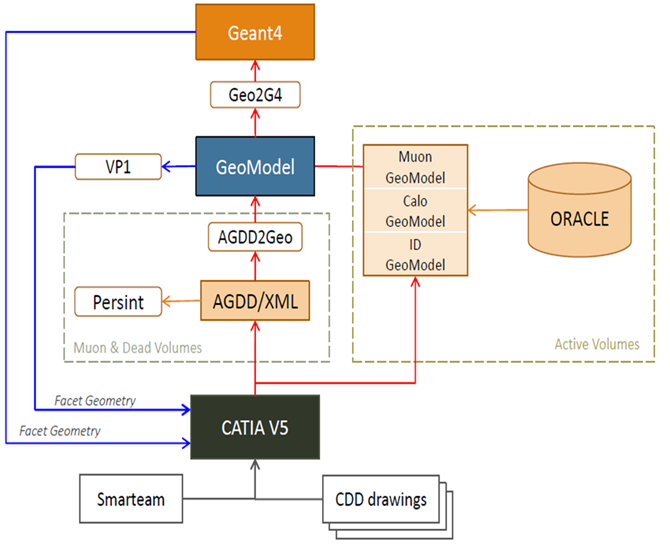 Geant4
Geo2G4
VP1
GeoModel
Muon
GeoModel
Calo
GeoModel
ID
GeoModel
ORACLE
AGDD2Geo
Persint
AGDD/XML
Muon & Dead Volumes
Active Volumes
Facet Geometry
Facet Geometry
CATIA V5
Smarteam
CDD drawings